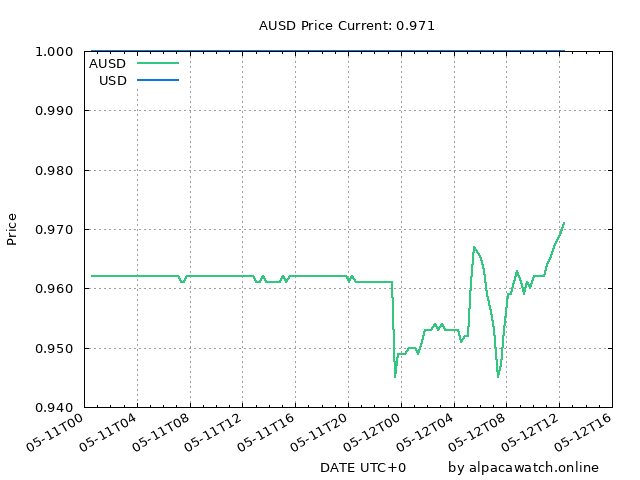 AUSD Price Current: 0.971
1.000
AUSD
USD
0.990
0.980
0.970
Price
0.960
0.950
0.940
05-11T00 05-11T04 05-11T08 05-11T12 05-11T16 05-11T20 05-12T00 05-12T04 05-12T08 05-12T12 05-12T16
DATE UTC+0 by alpacawatch.online